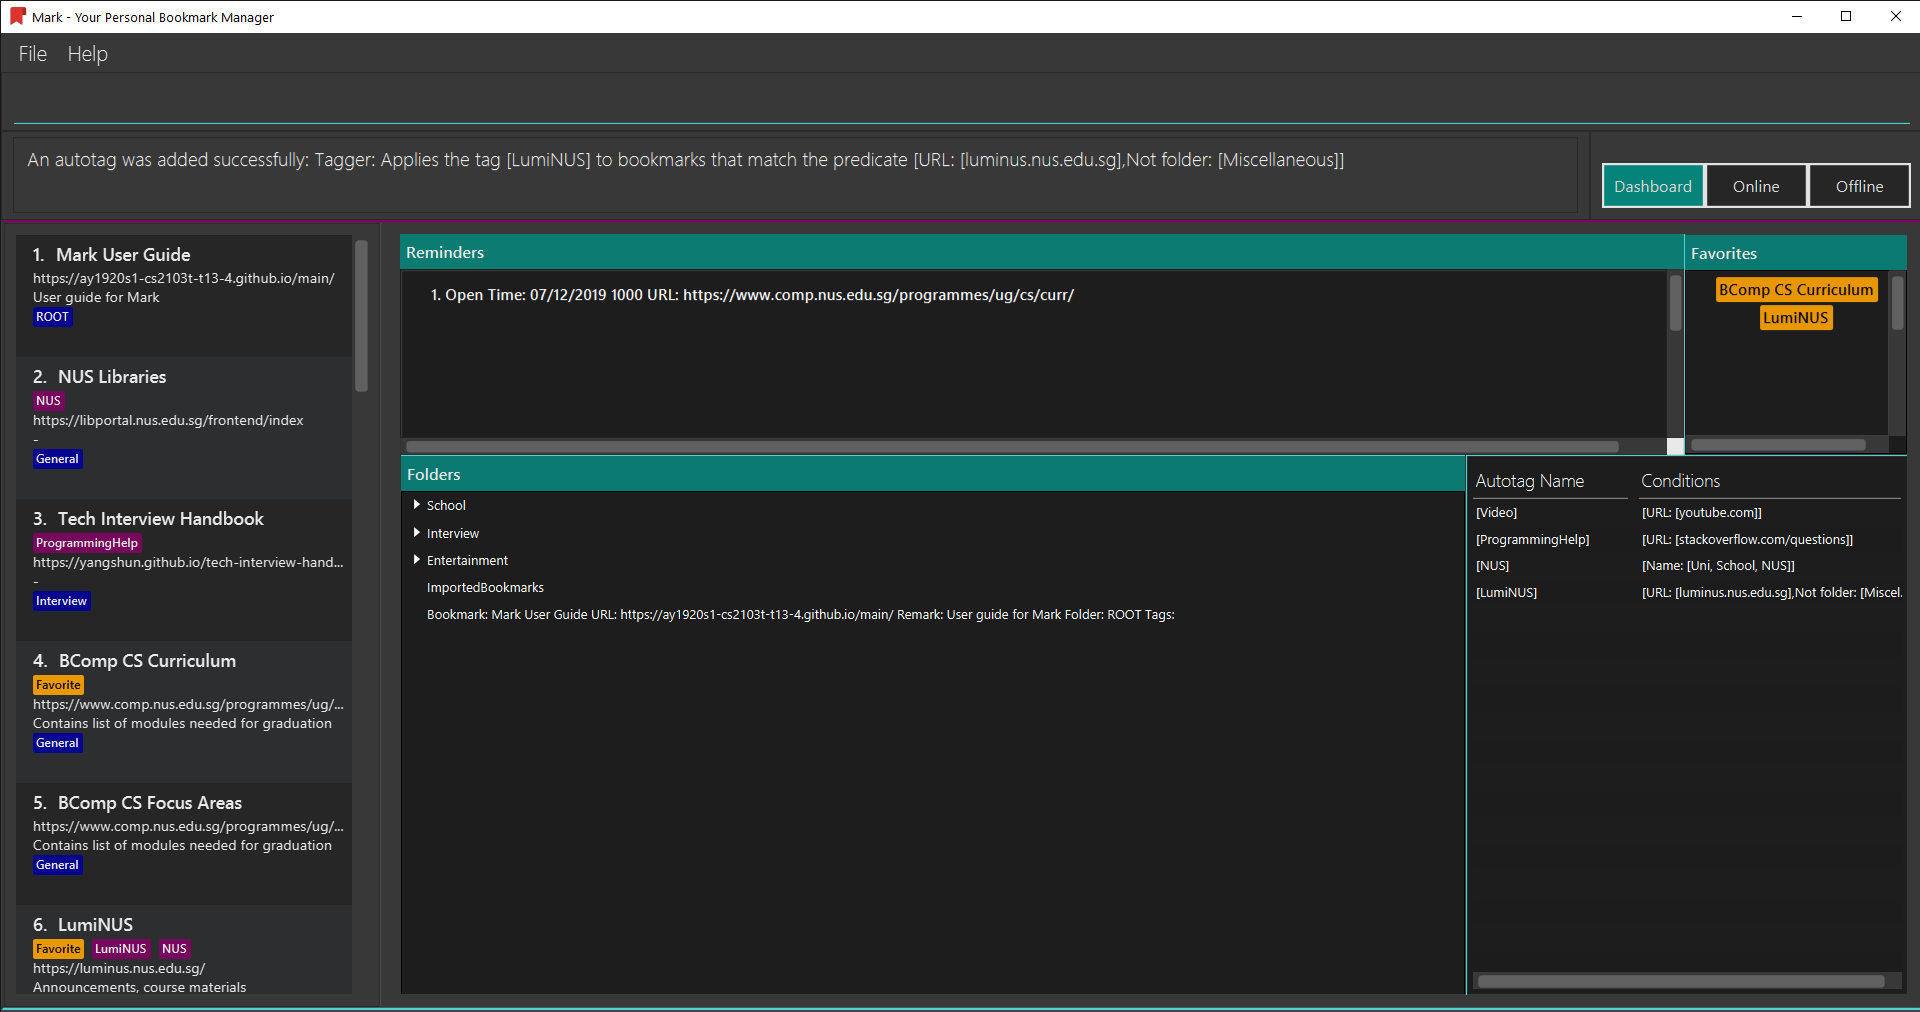 Mark - Your Personal Bookmark Manager
File Help
An autotag was added successfully: Tagger: Applies the tag [LumiNUS] to bookmarks that match the predicate [URL: [luminus.nus.edu.sg],Not folder: [Miscellaneous]]
Dashboard Online Offline
1. Mark User Guide
https://ay1920s1-cs2103t-t13-4.github.io/main/
User guide for Mark
ROOT
2. NUS Libraries
NUS
https://libportal.nus.edu.sg/frontend/index
-
General
3. Tech Interview Handbook
ProgrammingHelp
https://yangshun.github.io/tech-interview-hand...
-
Interview
4. BComp CS Curriculum
Favorite
https://www.comp.nus.edu.sg/programmes/ug/...
Contains list of modules needed for graduation
General
5. BComp CS Focus Areas
https://www.comp.nus.edu.sg/programmes/ug/...
Contains list of modules needed for graduation
General
6. LumiNUS
Favorite LumiNUS NUS
https://luminus.nus.edu.sg/
Announcements, course materials
Reminders
1. Open Time: 07/12/2019 1000 URL: https://www.comp.nus.edu.sg/programmes/ug/cs/curr/
Favorites
BComp CS Curriculum
LumiNUS
Folders
School
Interview
Entertainment
ImportedBookmarks
Bookmark: Mark User Guide URL: https://ay1920s1-cs2103t-t13-4.github.io/main/ Remark: User guide for Mark Folder: ROOT Tags:
Autotag Name Conditions
[Video] [URL: [youtube.com]]
[ProgrammingHelp] [URL: [stackoverflow.com/questions]]
[NUS] [Name: [Uni, School, NUS]]
[LumiNUS] [URL: [luminus.nus.edu.sg],Not folder: [Miscel.